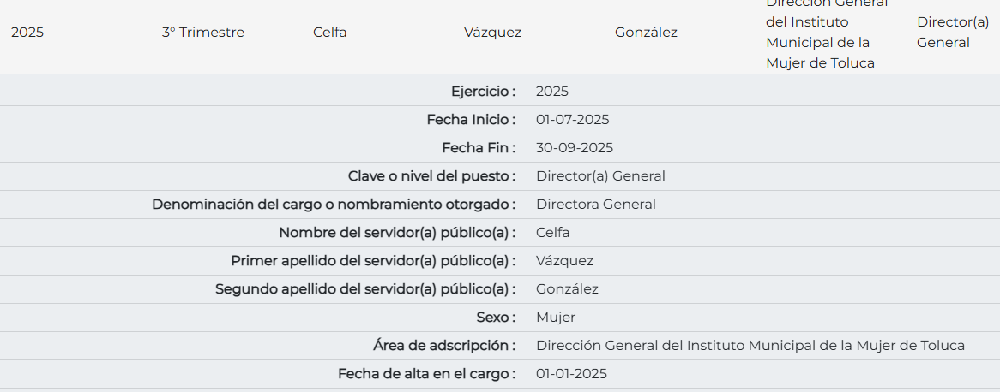 2025 3° Trimestre Celfa Vázquez González Dirección General del Instituto Municipal de la Mujer de Toluca Director(a) General
Ejercicio : 2025
Fecha Inicio : 01-07-2025
Fecha Fin : 30-09-2025
Clave o nivel del puesto : Director(a) General
Denominación del cargo o nombramiento otorgado : Directora General
Nombre del servidor(a) público(a) : Celfa
Primer apellido del servidor(a) público(a) : Vázquez
Segundo apellido del servidor(a) público(a) : González
Sexo : Mujer
Área de adscripción : Dirección General del Instituto Municipal de la Mujer de Toluca
Fecha de alta en el cargo : 01-01-2025